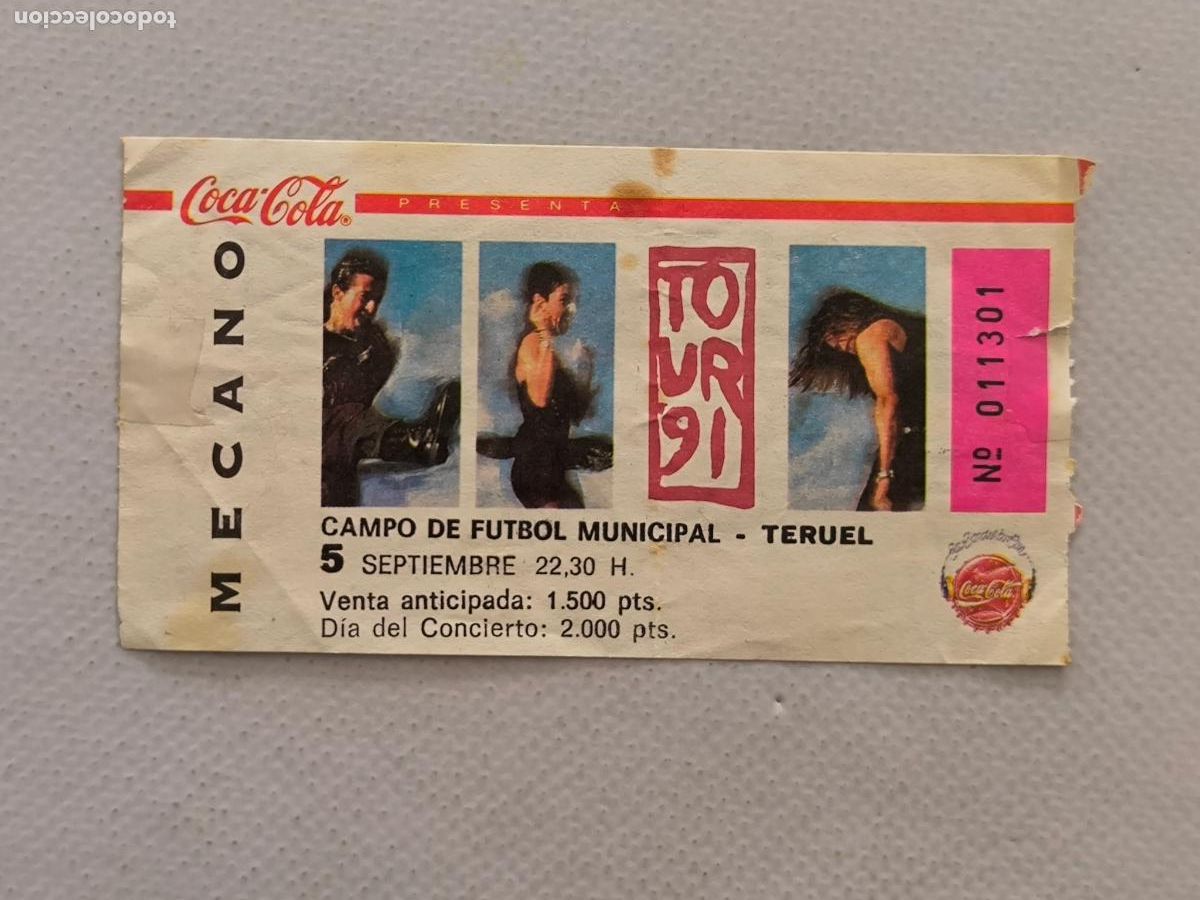 todocoleccion
Coca-Cola®
PRESENTA
MECANO
TOUR '91
Nº 011301
CAMPO DE FUTBOL MUNICIPAL - TERUEL
5 SEPTIEMBRE 22,30 H.
Venta anticipada: 1.500 pts.
Día del Concierto: 2.000 pts.
Coca-Cola